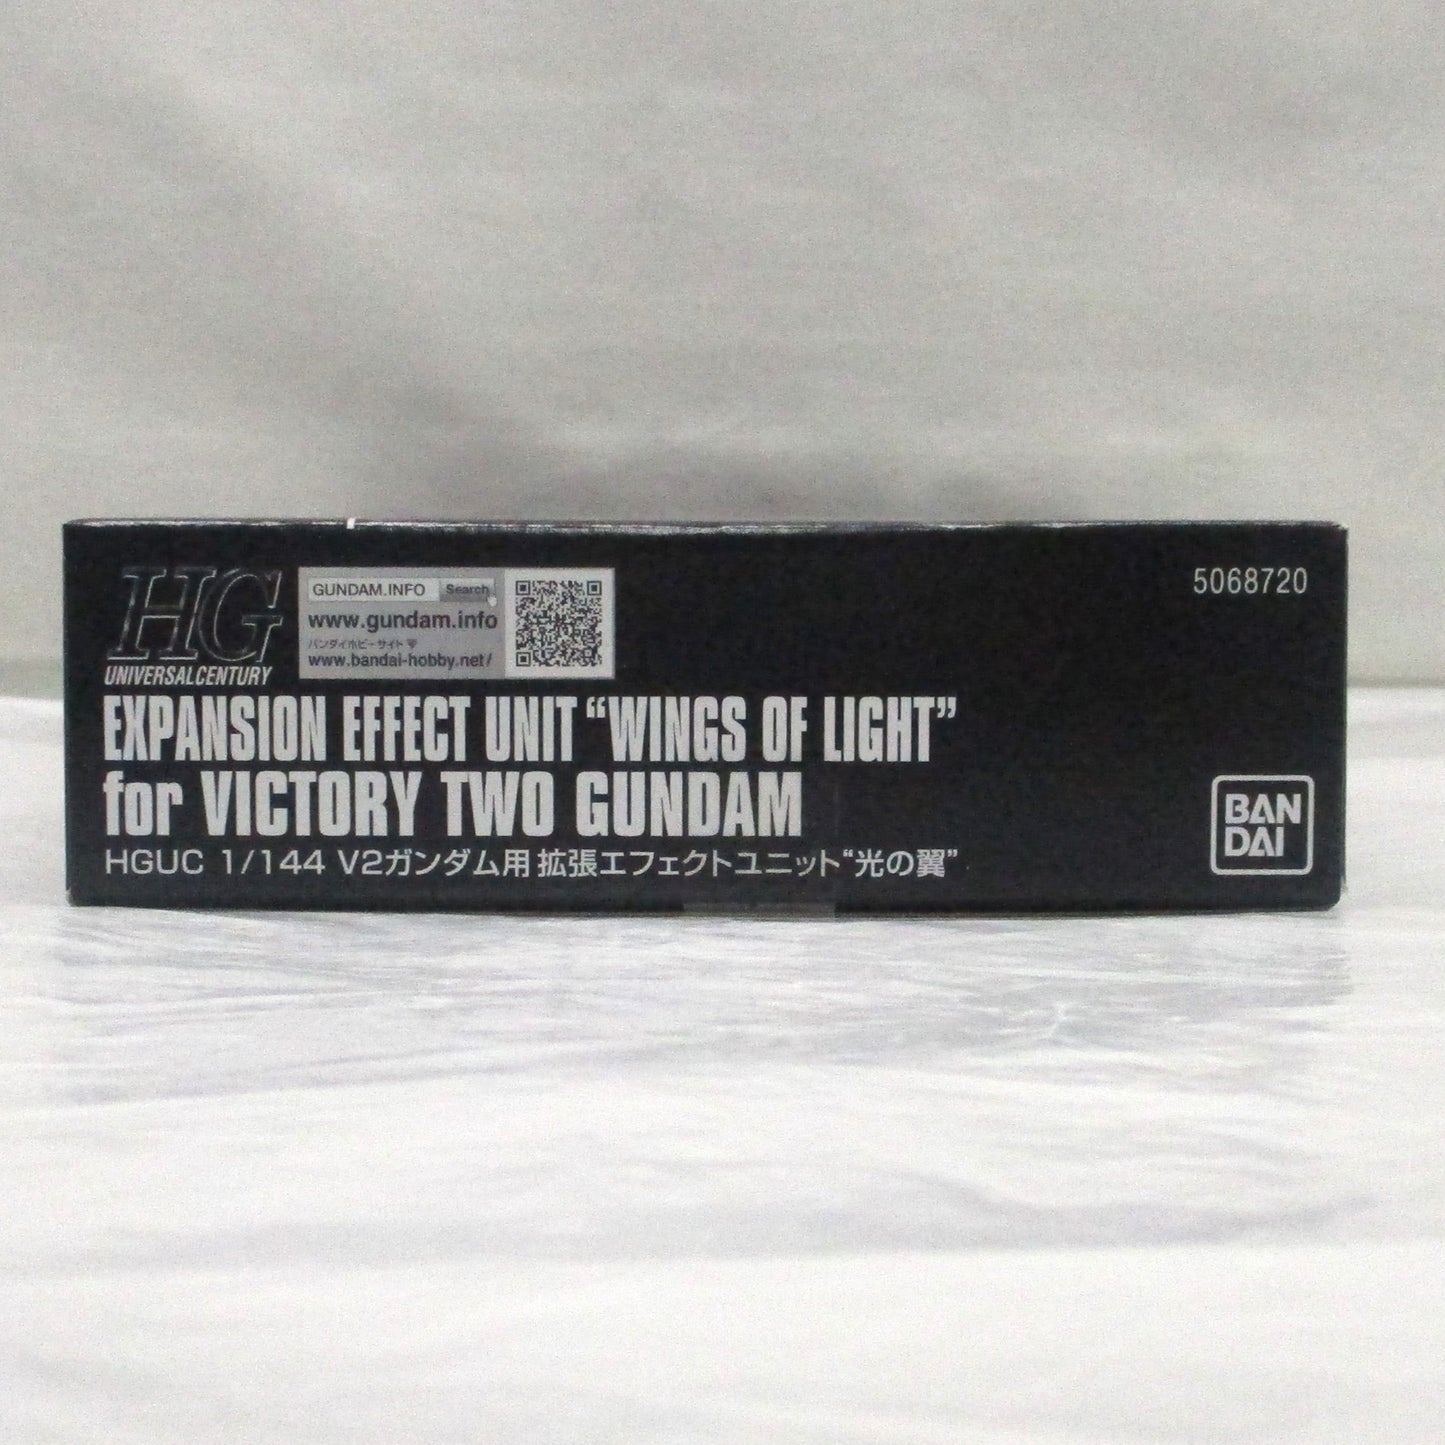 HG
UNIVERSAL CENTURY
GUNDAM.INFO Search
www.gundam.info
バンダイホビーサイト▼
www.bandai-hobby.net/
5068720
EXPANSION EFFECT UNIT “WINGS OF LIGHT”
for VICTORY TWO GUNDAM
HGUC 1/144 V2ガンダム用 拡張エフェクトユニット“光の翼”
BAN
DAI